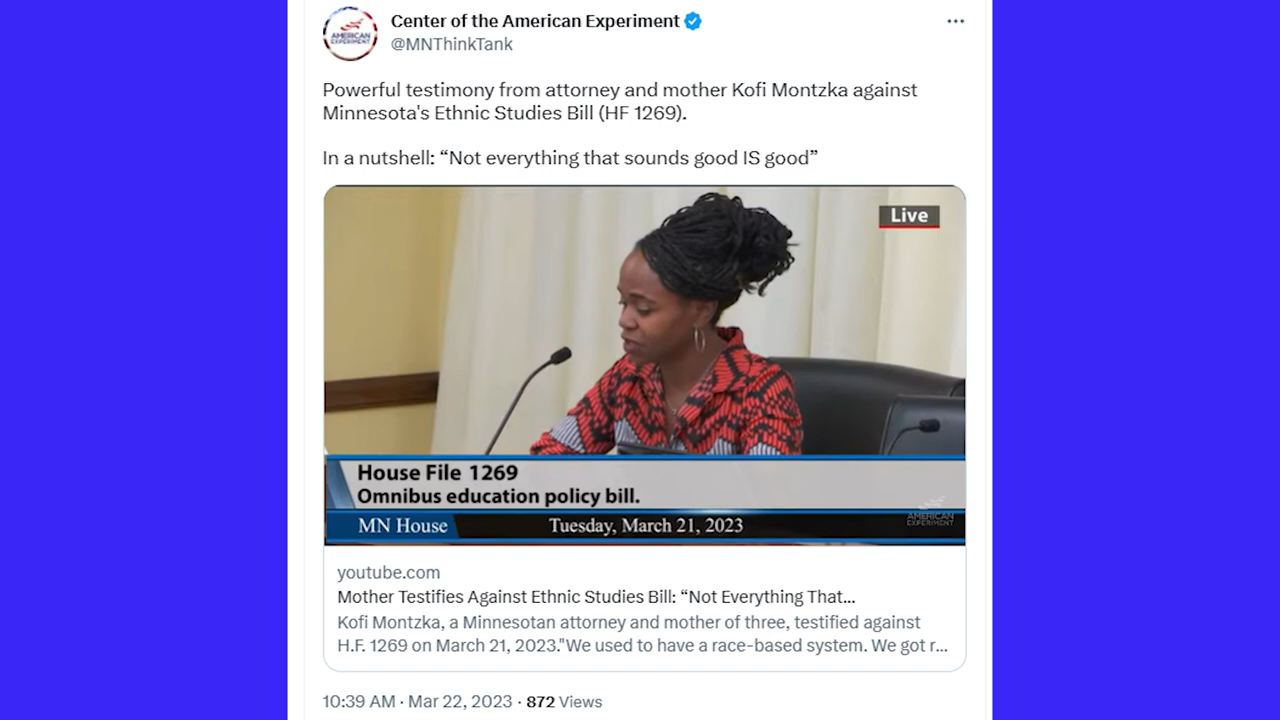 Center of the American Experiment
@MNThinkTank
AMERICAN
EXPERIMENT
Powerful testimony from attorney and mother Kofi Montzka against
Minnesota's Ethnic Studies Bill (HF 1269).
In a nutshell: “Not everything that sounds good IS good”
Live
House File 1269
Omnibus education policy bill.
AMERICAN
EXPERIMENT
MN House
Tuesday, March 21, 2023
youtube.com
Mother Testifies Against Ethnic Studies Bill: “Not Everything That...
Kofi Montzka, a Minnesotan attorney and mother of three, testified against
H.F. 1269 on March 21, 2023."We used to have a race-based system. We got r...
10:39 AM · Mar 22, 2023 · 872 Views